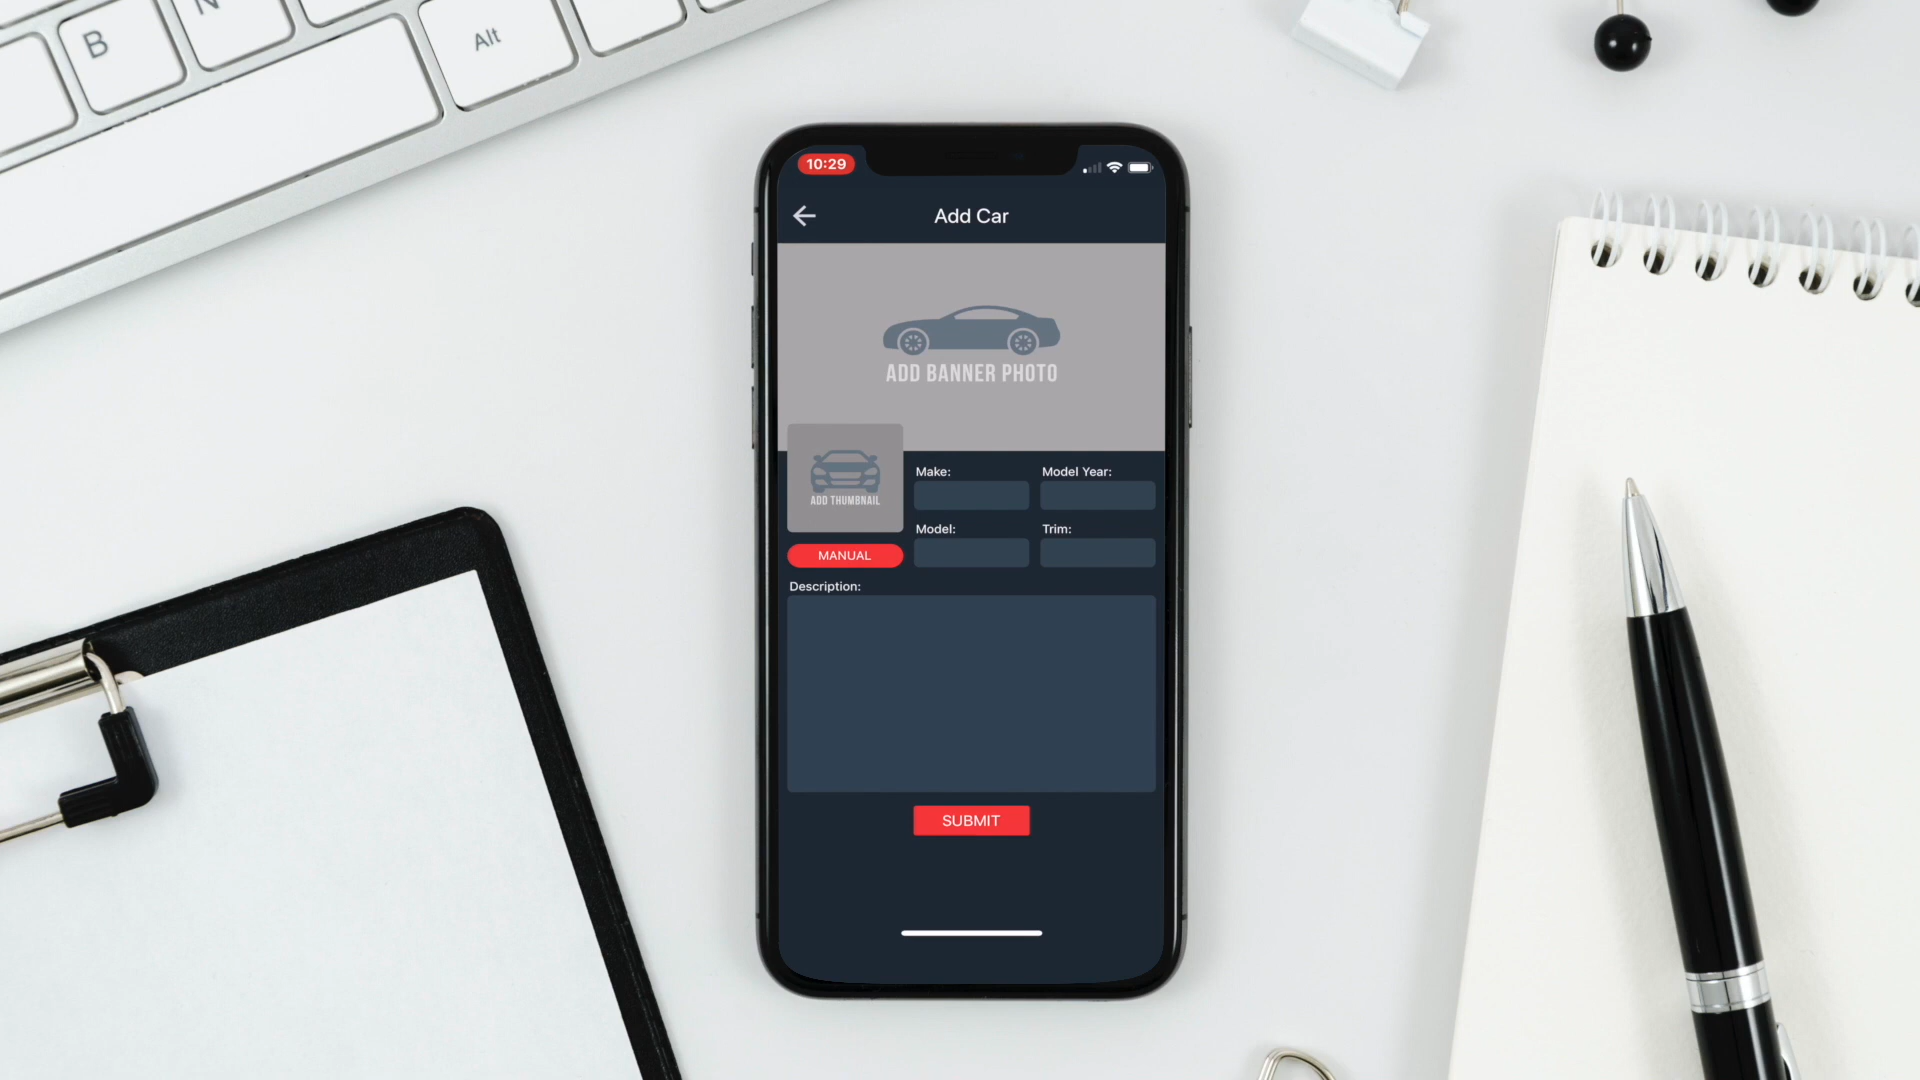 B
N
Alt
10:29
Add Car
ADD BANNER PHOTO
ADD THUMBNAIL
Make:
Model Year:
Model:
Trim:
MANUAL
Description:
SUBMIT